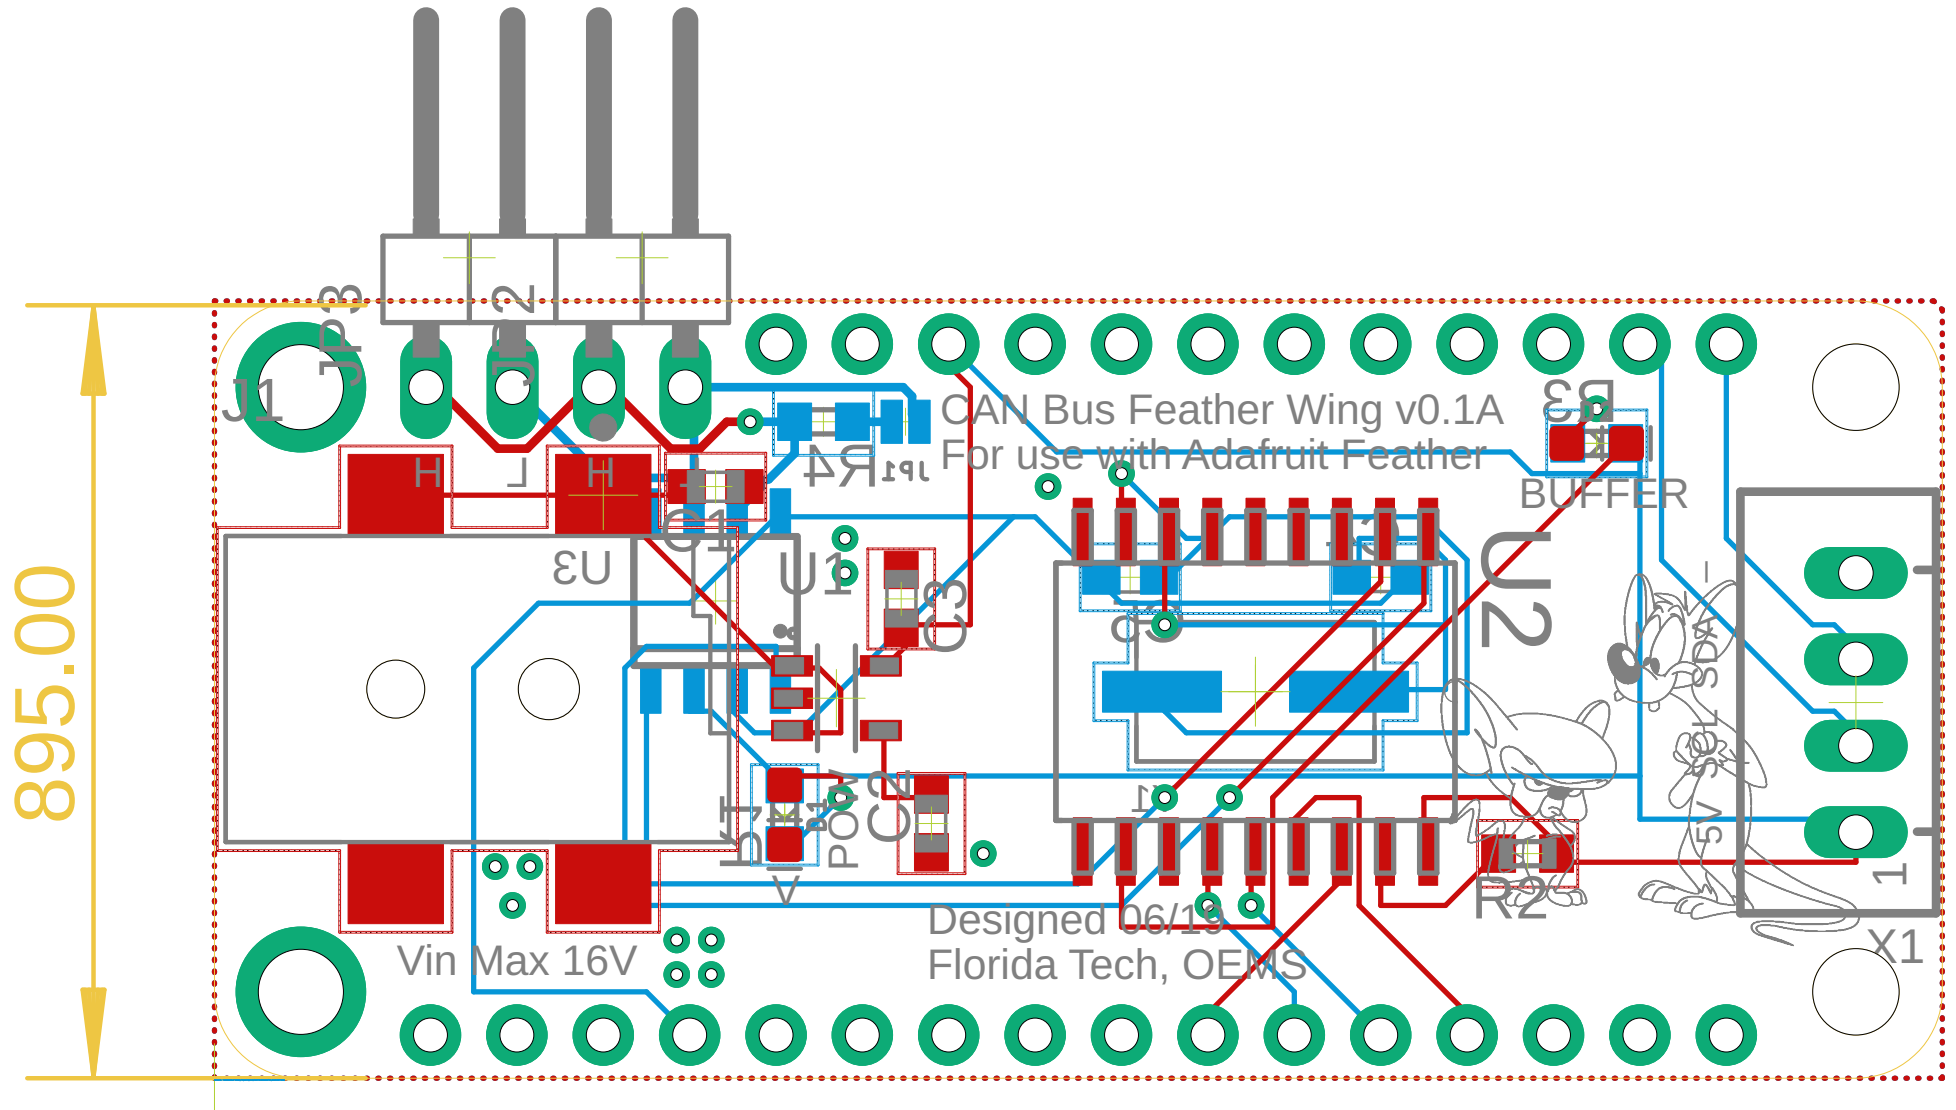 JP3
JP2
J1
CAN Bus Feather Wing v0.1A
For use with Adafruit Feather
R3
R4
JP1
H
L
H
BUFFER
C1
U3
U1
U2
C3
895.00
SDA
SCL
5V
1
C2
POW
R2
Designed 06/19
Florida Tech, OEMS
Vin Max 16V
X1